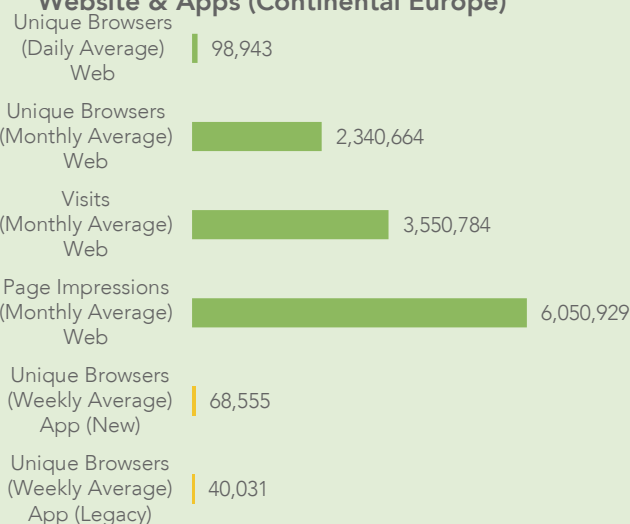 Website & Apps (Continental Europe)
Unique Browsers
(Daily Average)
Web
98,943
Unique Browsers
(Monthly Average)
Web
2,340,664
Visits
(Monthly Average)
Web
3,550,784
Page Impressions
(Monthly Average)
Web
6,050,929
Unique Browsers
(Weekly Average)
App (New)
68,555
Unique Browsers
(Weekly Average)
App (Legacy)
40,031